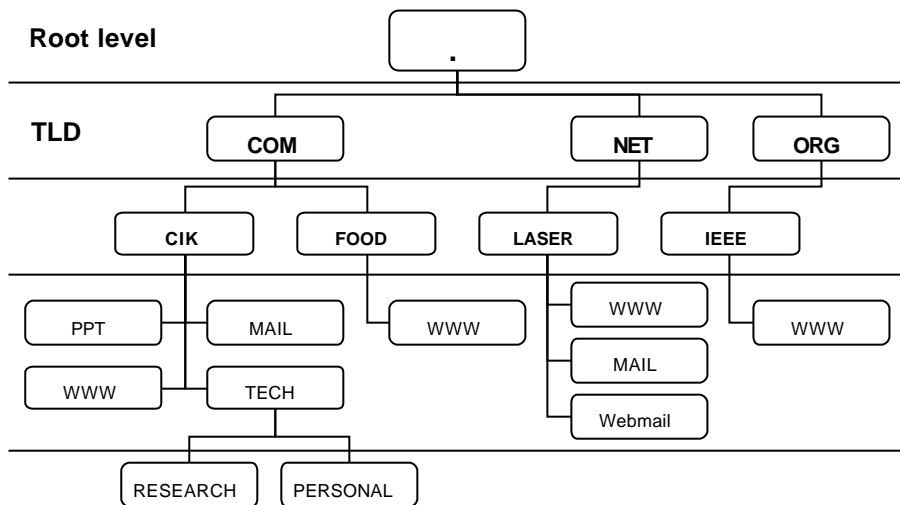 Root level
.
TLD
COM
NET
ORG
CIK
FOOD
LASER
IEEE
PPT
MAIL
WWW
WWW
WWW
WWW
TECH
MAIL
Webmail
RESEARCH
PERSONAL